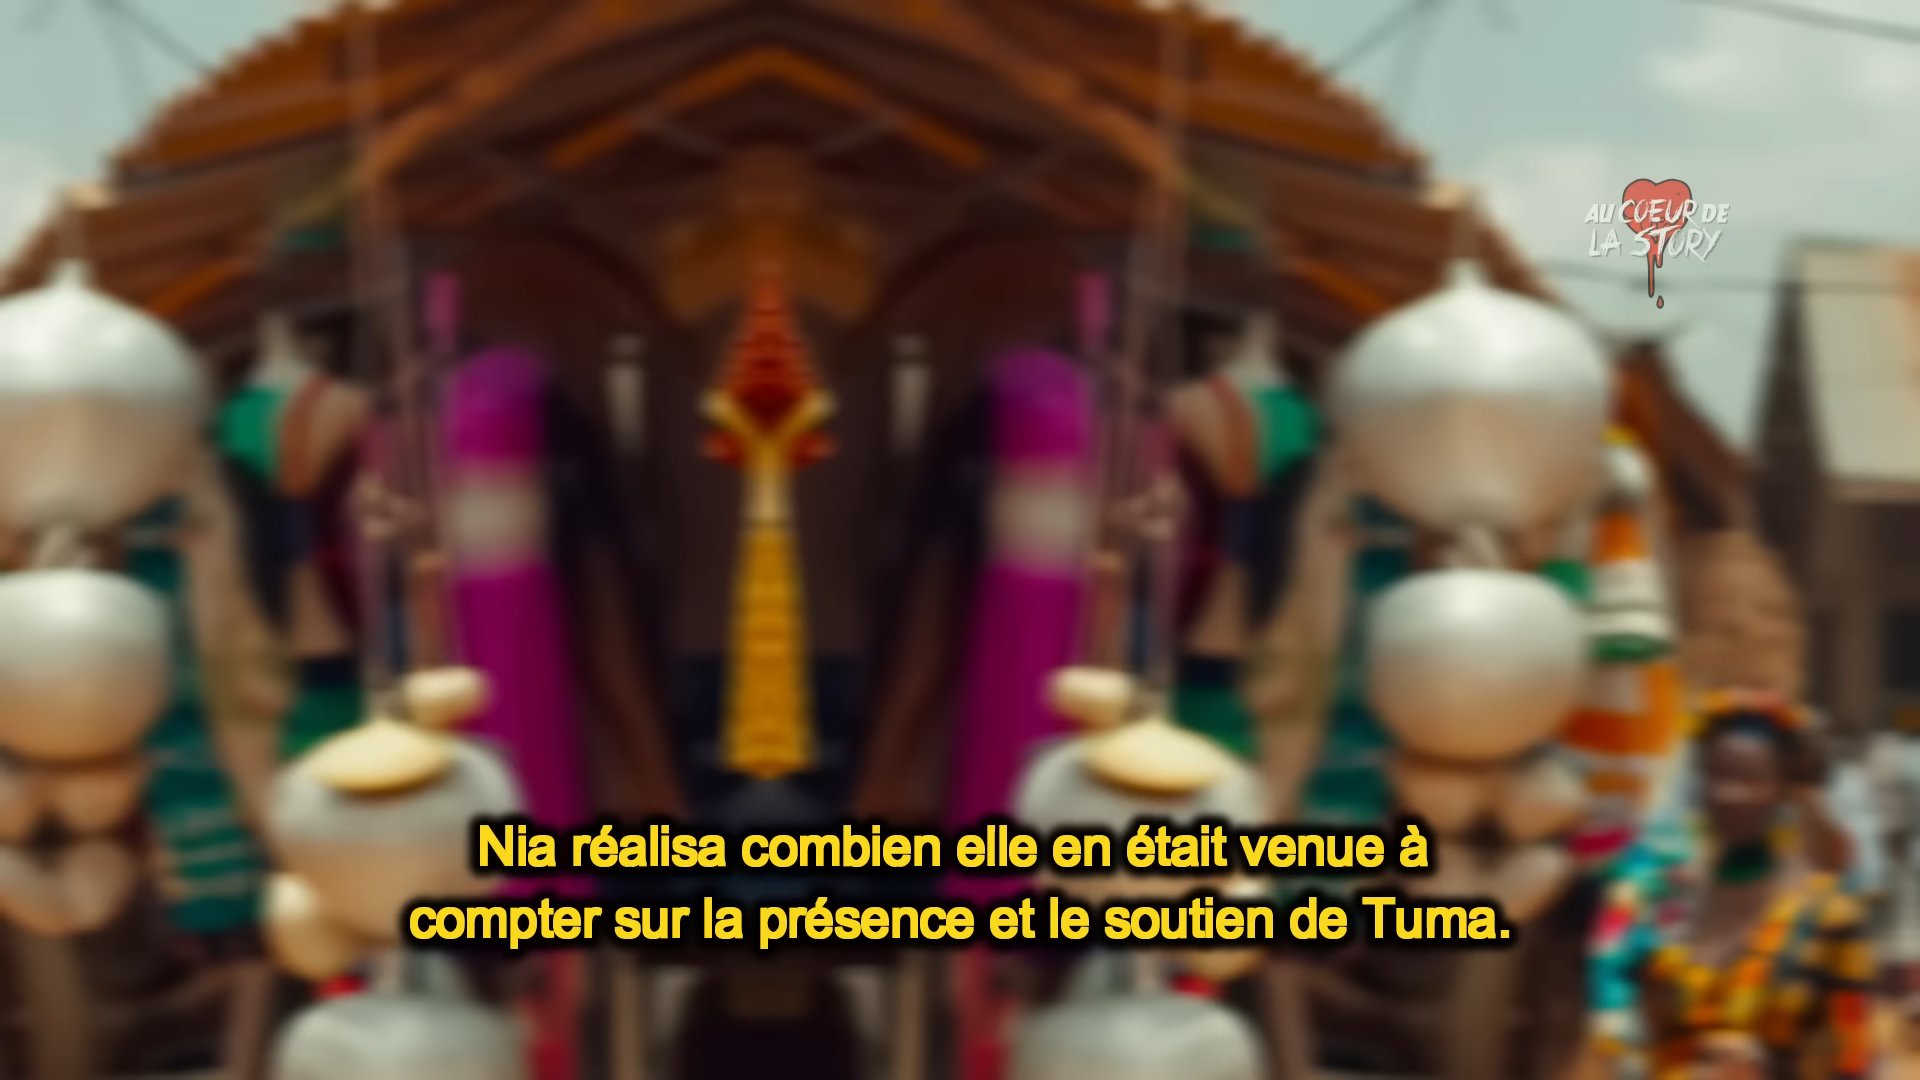 AU COEUR DE
LA STORY
Nia réalisa combien elle en était venue à
compter sur la présence et le soutien de Tuma.